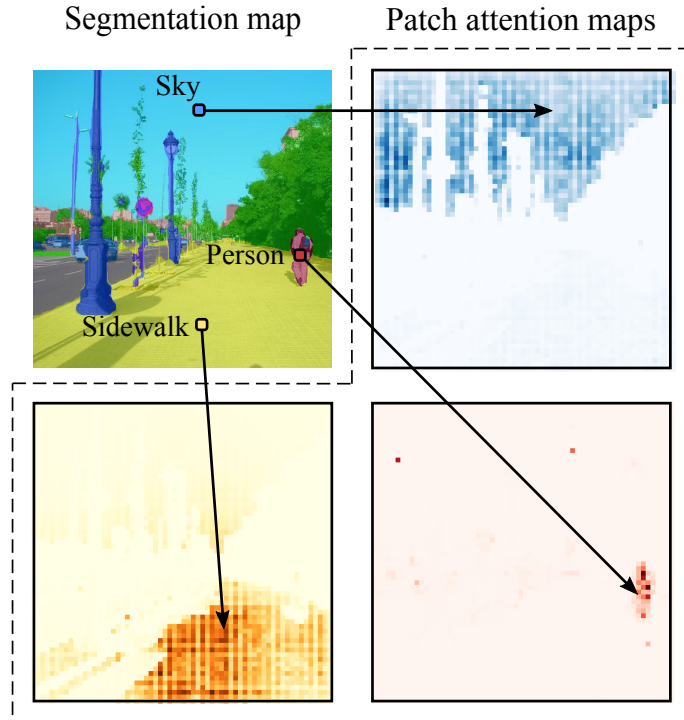 Segmentation map
Patch attention maps
Sky
Person
Sidewalk